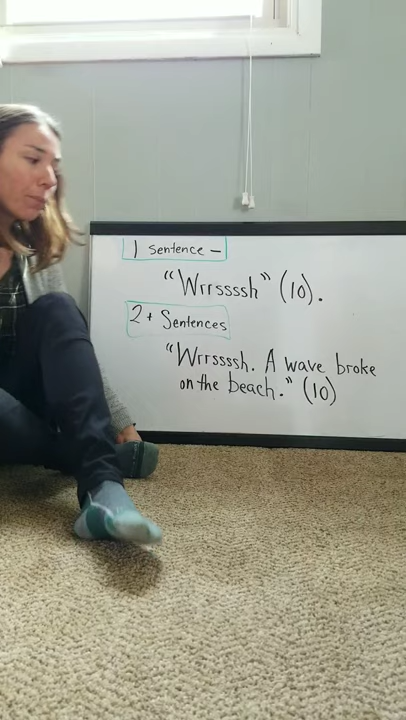 1 sentence –
"Wrrssssh" (10).
2+ Sentences
"Wrrssssh. A wave broke
on the beach." (10)